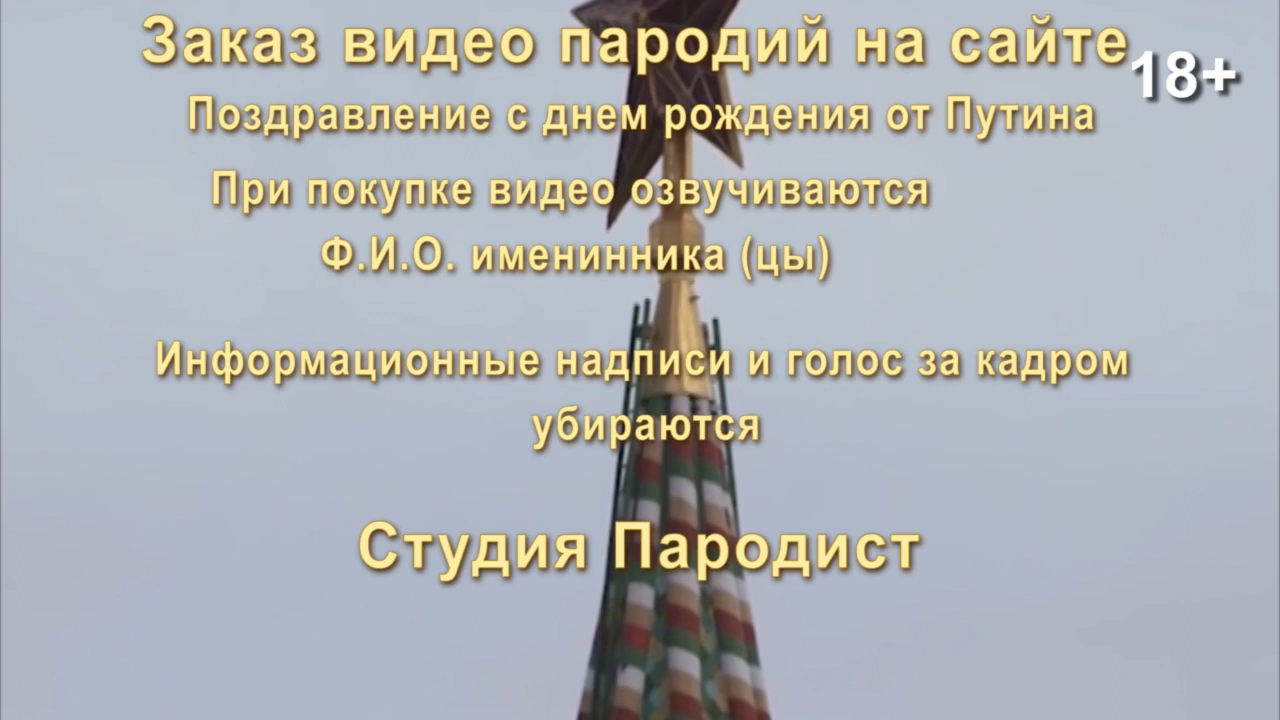 Заказ видео пародий на сайте
18+
Поздравление с днем рождения от Путина
При покупке видео озвучиваются
Ф.И.О. именинника (цы)
Информационные надписи и голос за кадром
убираются
Студия Пародист